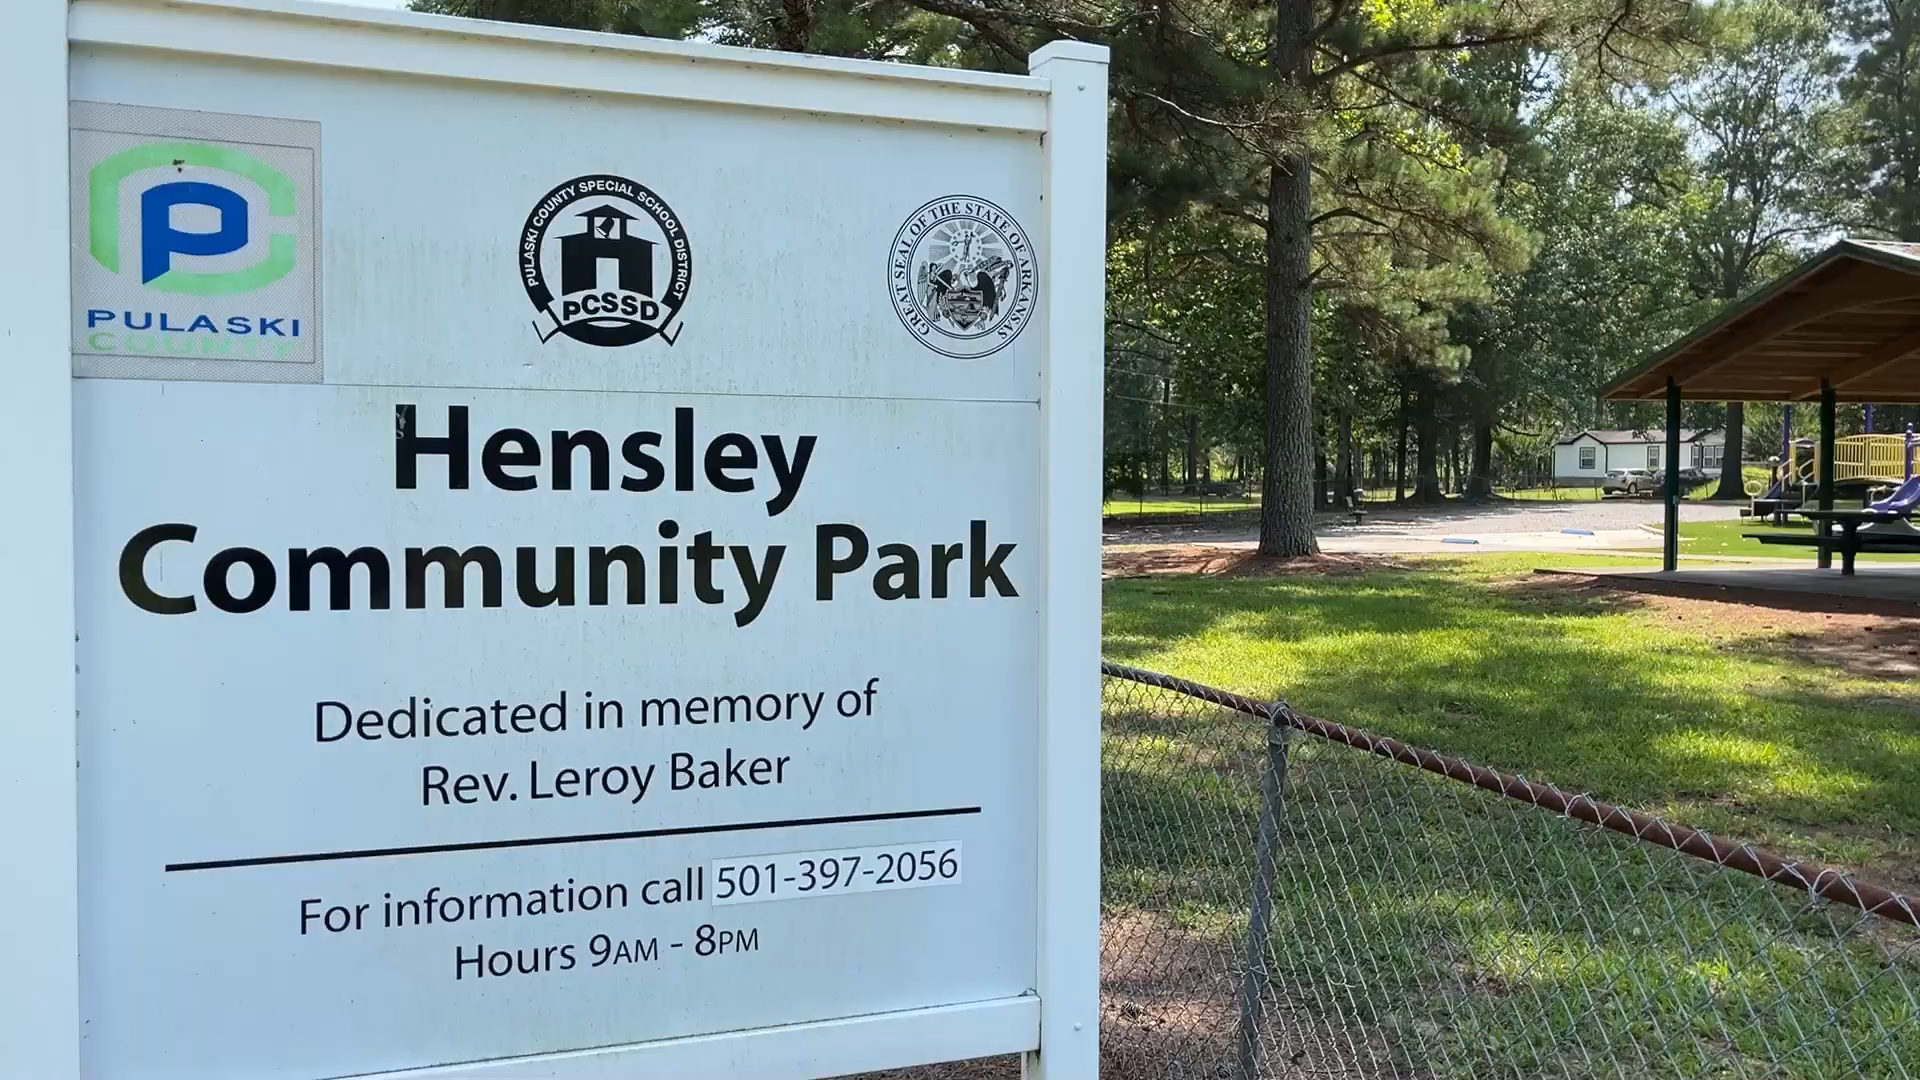 PULASKI
COUNTY
PULASKI COUNTY SPECIAL SCHOOL DISTRICT
PCSSD
GREAT SEAL OF THE STATE OF ARKANSAS
Hensley
Community Park
Dedicated in memory of
Rev. Leroy Baker
For information call 501-397-2056
Hours 9AM - 8PM